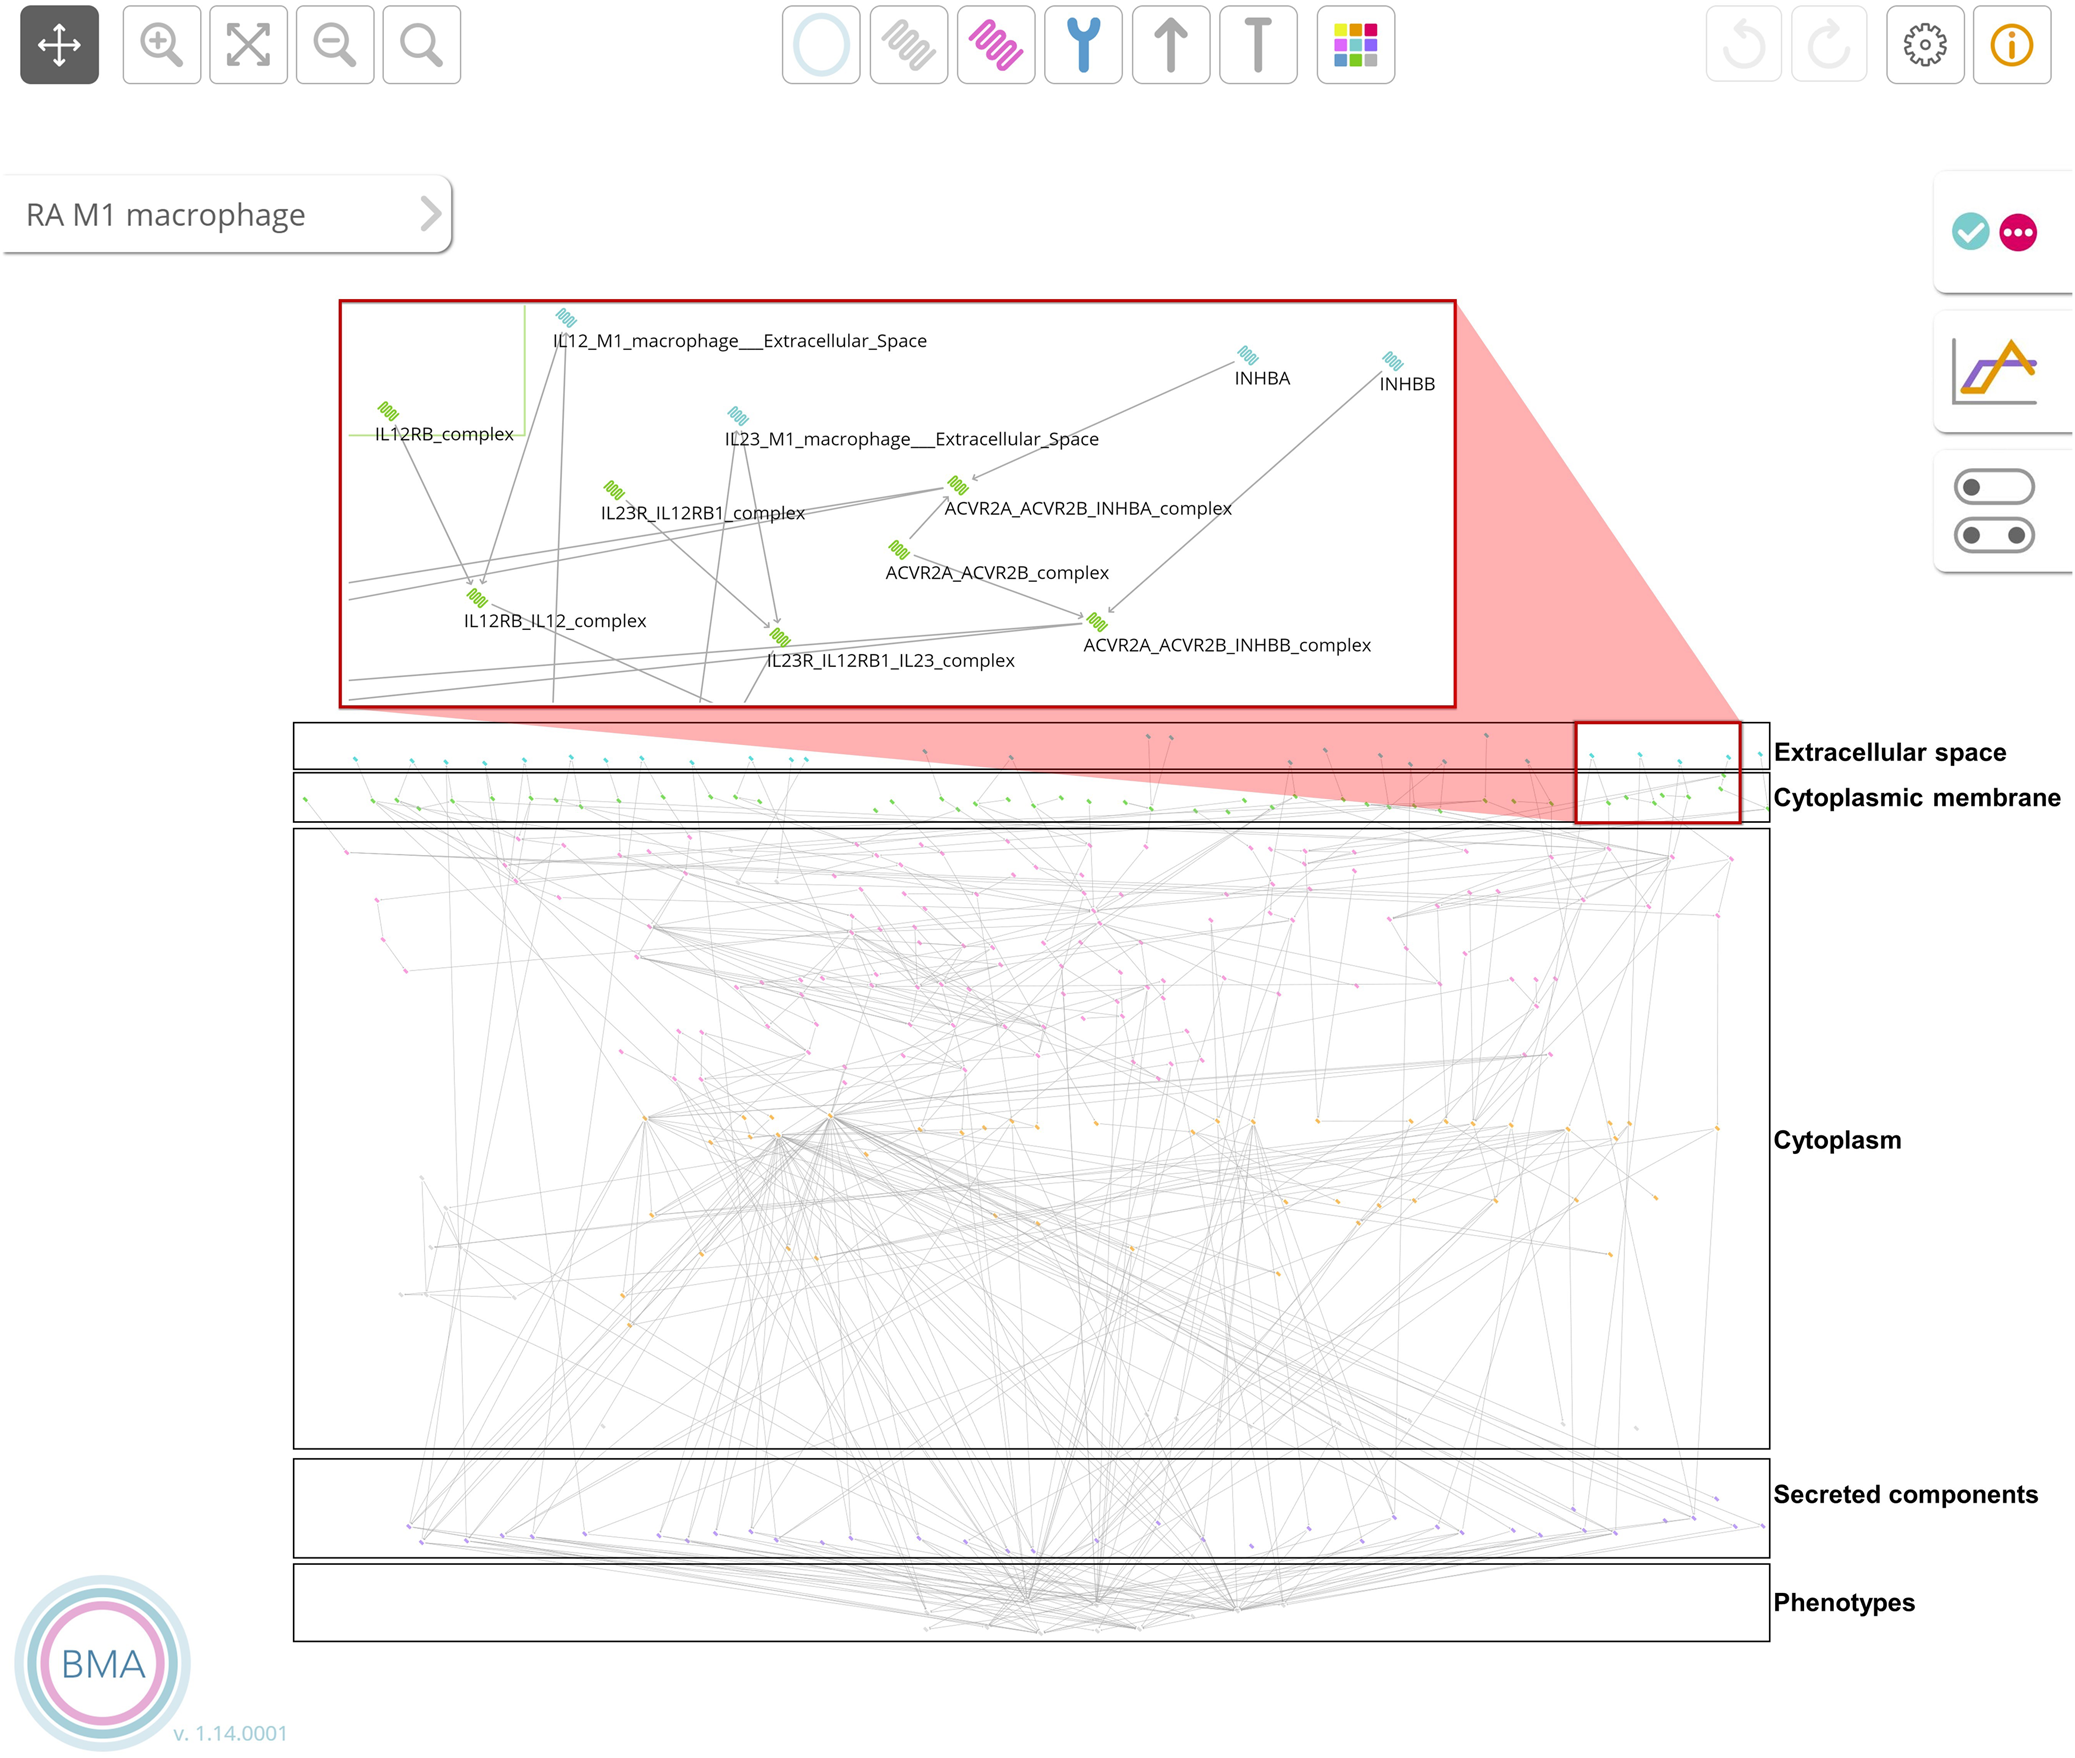 RA M1 macrophage
IL12_M1_macrophage___Extracellular_Space
INHBA
INHBB
IL12RB_complex
IL23_M1_macrophage___Extracellular_Space
IL23R_IL12RB1_complex
ACVR2A_ACVR2B_INHBA_complex
ACVR2A_ACVR2B_complex
IL12RB_IL12_complex
ACVR2A_ACVR2B_INHBB_complex
IL23R_IL12RB1_IL23_complex
Extracellular space
Cytoplasmic membrane
Cytoplasm
Secreted components
Phenotypes
BMA
v. 1.14.0001